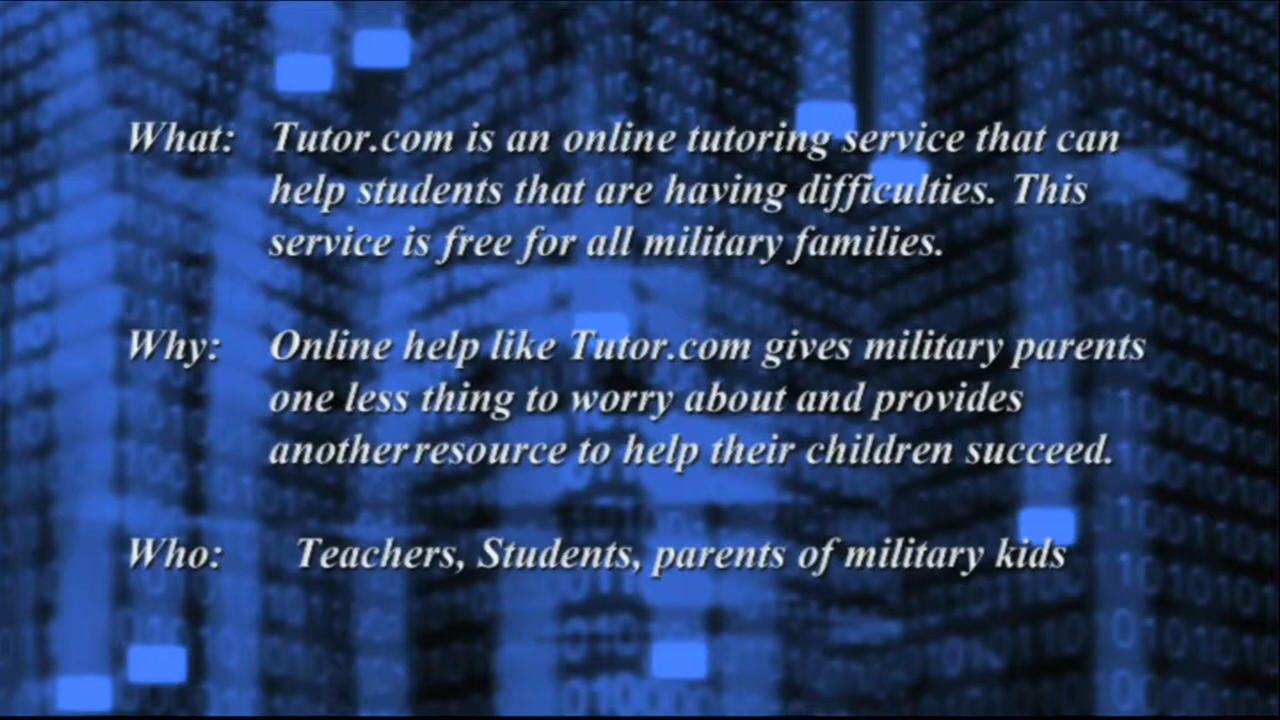 What: Tutor.com is an online tutoring service that can
help students that are having difficulties. This
service is free for all military families.
Why: Online help like Tutor.com gives military parents
one less thing to worry about and provides
another resource to help their children succeed.
Who: Teachers, Students, parents of military kids